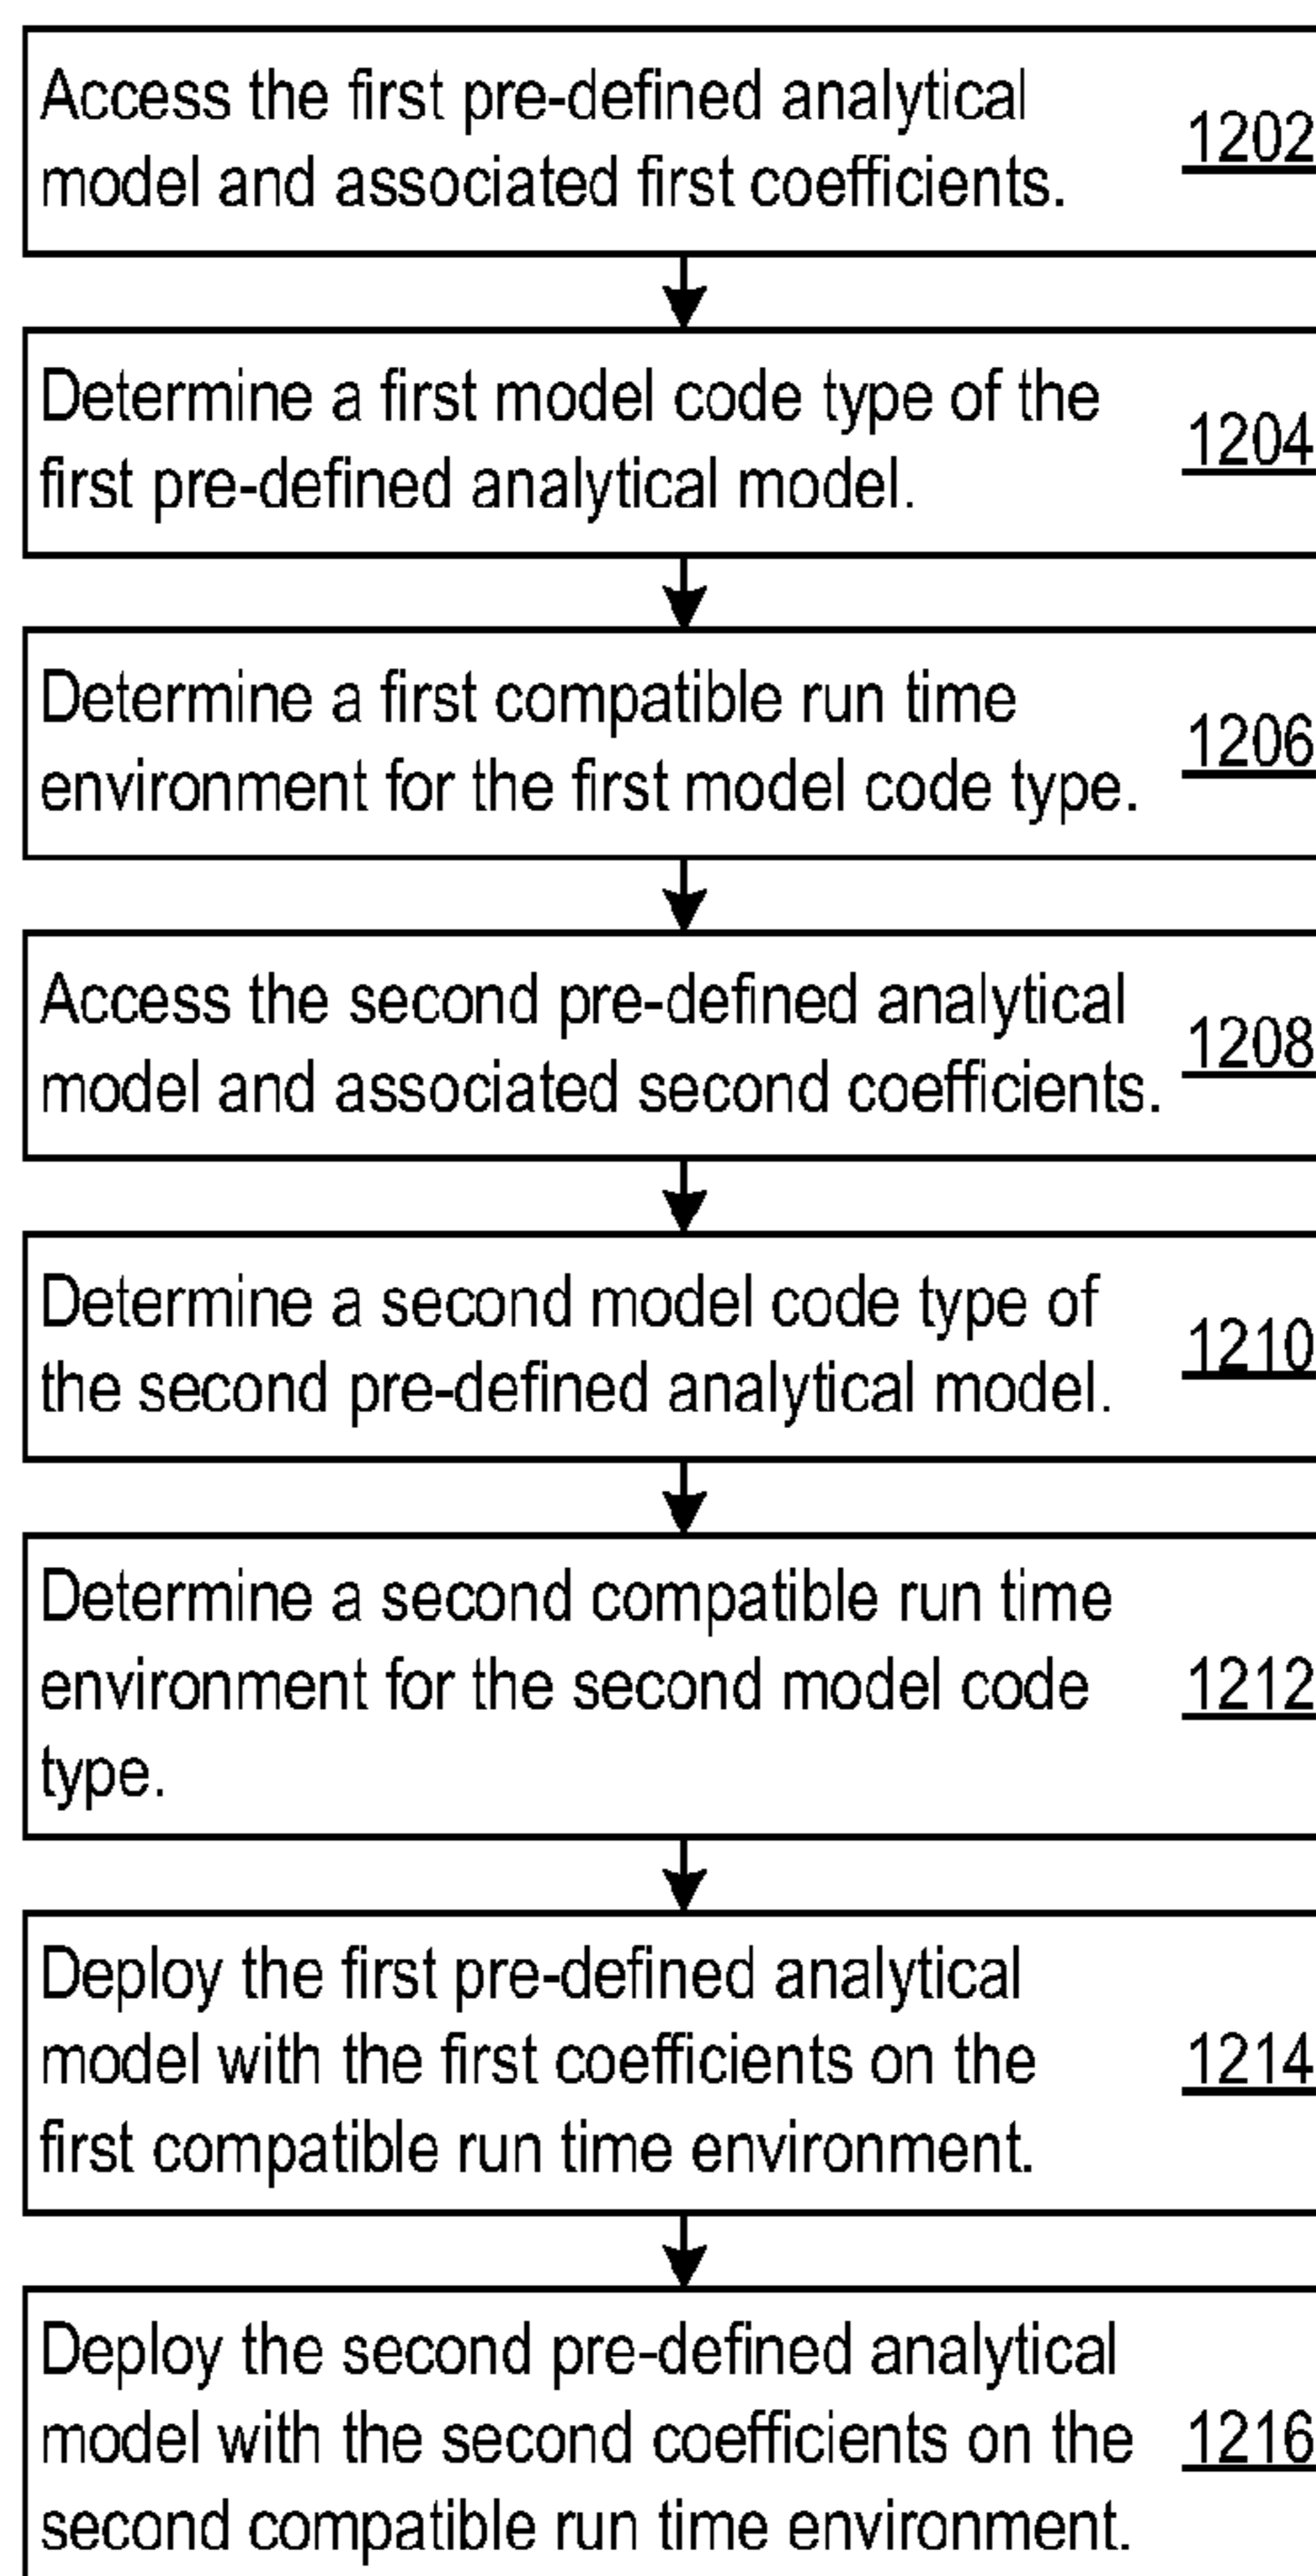 Access the first pre-defined analytical
model and associated first coefficients.
1202
Determine a first model code type of the
first pre-defined analytical model.
1204
Determine a first compatible run time
environment for the first model code type.
1206
Access the second pre-defined analytical
model and associated second coefficients.
1208
Determine a second model code type of
the second pre-defined analytical model.
1210
Determine a second compatible run time
environment for the second model code
type.
1212
Deploy the first pre-defined analytical
model with the first coefficients on the
first compatible run time environment.
1214
Deploy the second pre-defined analytical
model with the second coefficients on the
second compatible run time environment.
1216